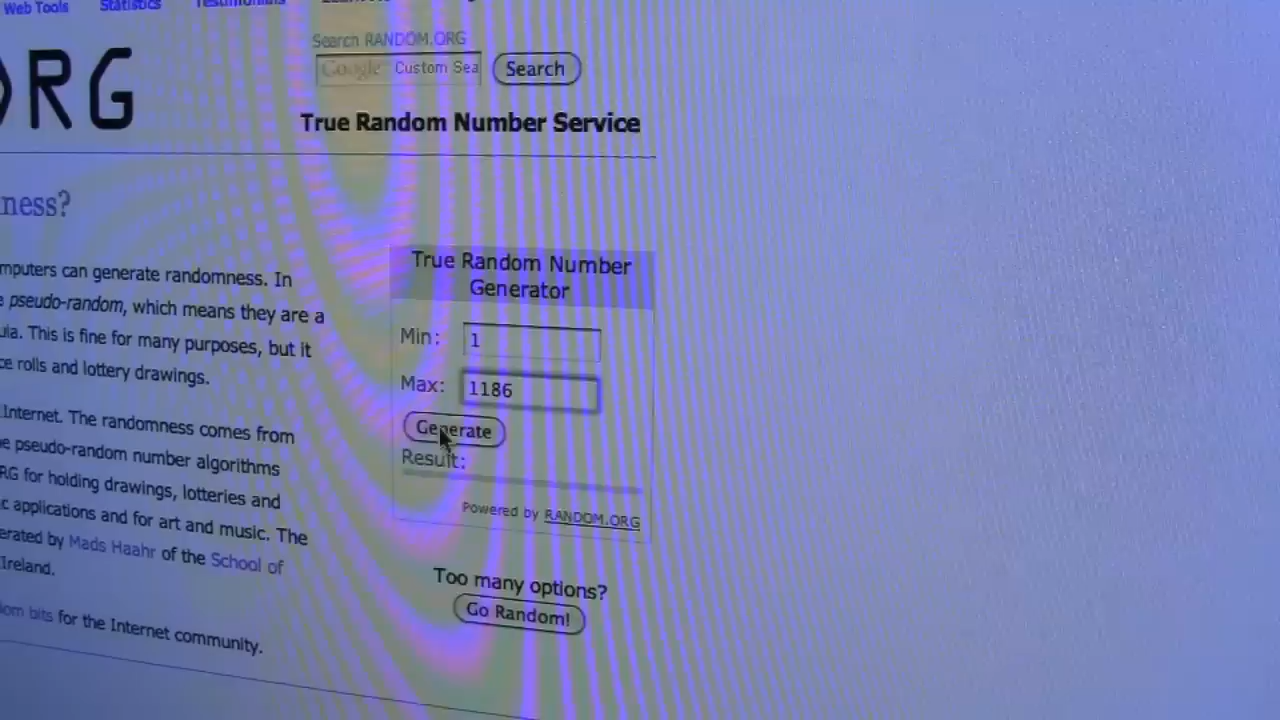 Web Tools Statistics Testimonials
Search RANDOM.ORG
Google Custom Sea Search
ORG
True Random Number Service
ness?
mputers can generate randomness. In
pseudo-random, which means they are a
ula. This is fine for many purposes, but it
ce rolls and lottery drawings.
Internet. The randomness comes from
pseudo-random number algorithms
RG for holding drawings, lotteries and
c applications and for art and music. The
erated by Mads Haahr of the School of
Ireland.
om bits for the Internet community.
True Random Number
Generator
Min: 1
Max: 1186
Generate
Result:
Powered by RANDOM.ORG
Too many options?
Go Random!